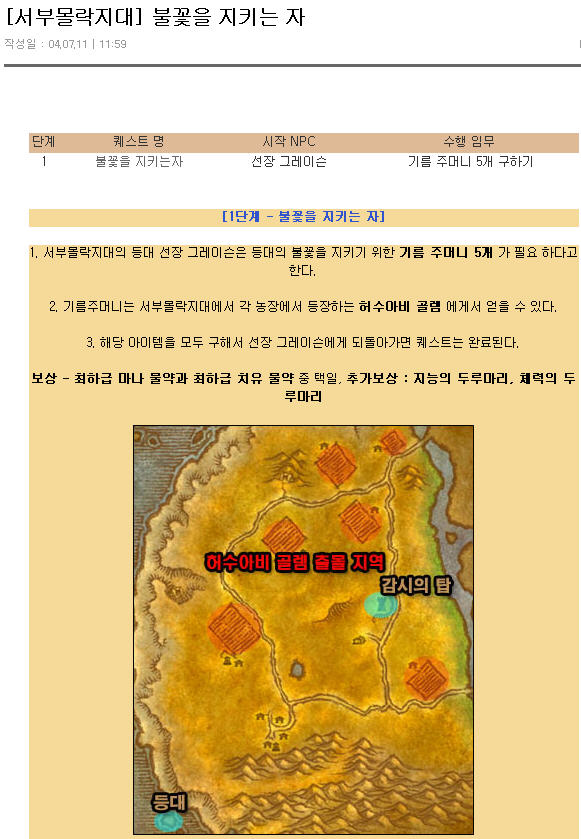 [서부몰락지대] 불꽃을 지키는 자
작성일 : 04,07,11 | 11:59
단계 퀘스트 명 시작 NPC 수행 임무
1 불꽃을 지키는자 선장 그레이슨 기름 주머니 5개 구하기
[1단계 - 불꽃을 지키는 자]
1, 서부몰락지대의 등대 선장 그레이슨은 등대의 불꽃을 지키기 위한 기름 주머니 5개 가 필요 하다고
한다,
2, 기름주머니는 서부몰락지대에서 각 농장에서 등장하는 허수아비 골렘 에게서 얻을 수 있다,
3, 해당 아이템을 모두 구해서 선장 그레이슨에게 되돌아가면 퀘스트는 완료된다,
보상 - 최하급 마나 물약과 최하급 치유 물약 중 택일, 추가보상 : 지능의 두루마리, 체력의 두
루마리
허수아비 골렘 출몰 지역
감시의 탑
등대